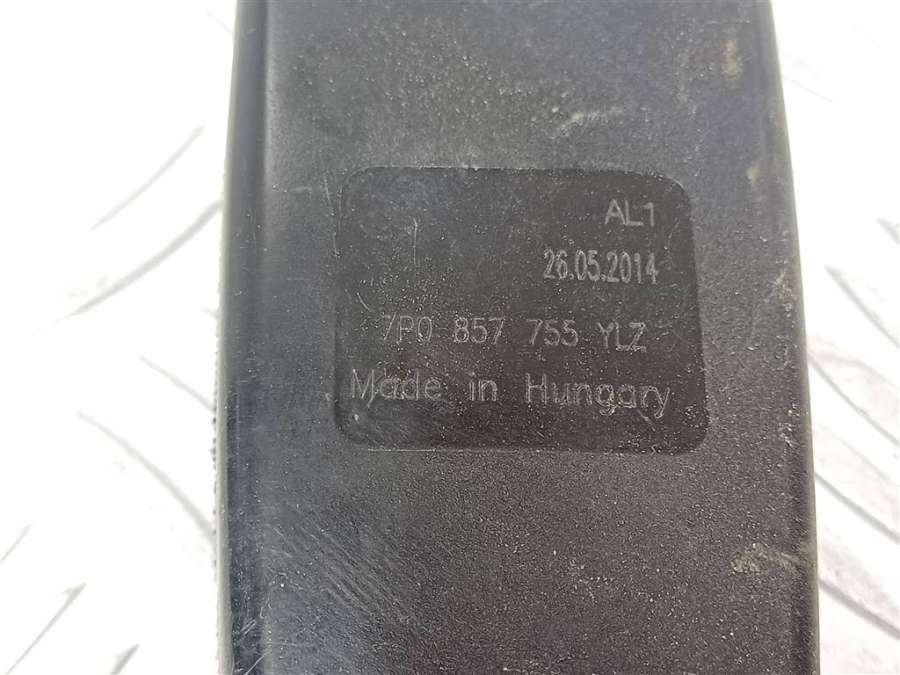 AL1
26.05.2014
7P0 857 755 YLZ
Made in Hungary